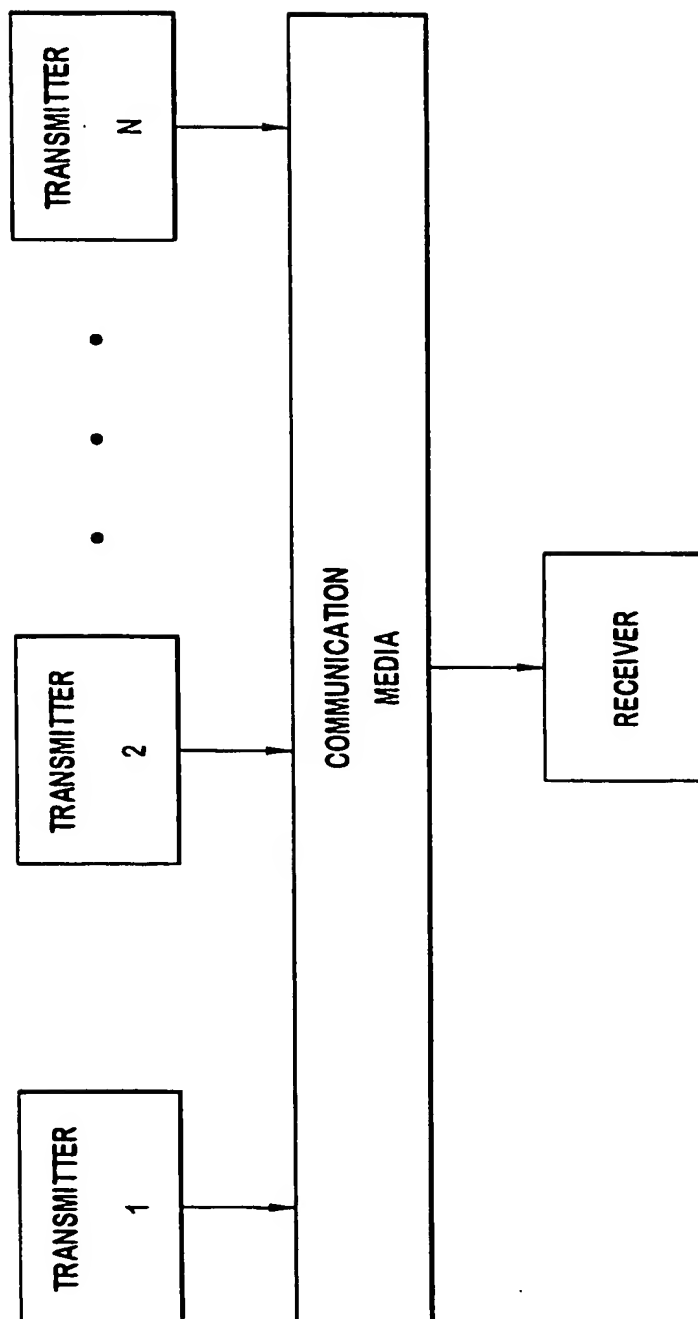 TRANSMITTER
1
TRANSMITTER
2
TRANSMITTER
N
COMMUNICATION
MEDIA
RECEIVER